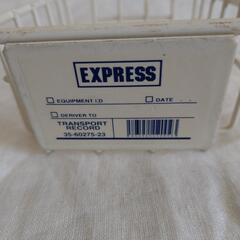 EXPRESS
EQUIPMENT I.D
DATE
DERIVER TO
TRANSPORT
RECORD
35-60275-23